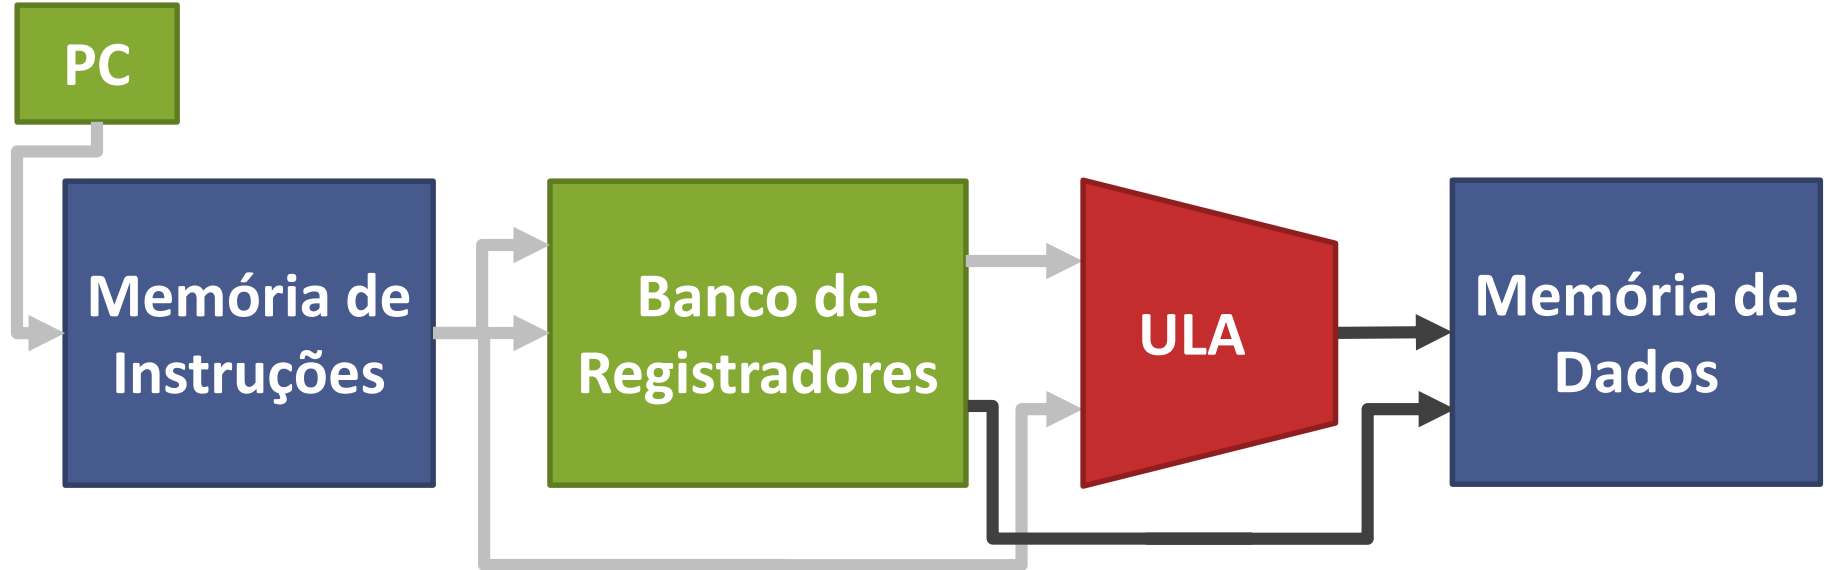 PC
Memória de
Instruções
Banco de
Registradores
ULA
Memória de
Dados